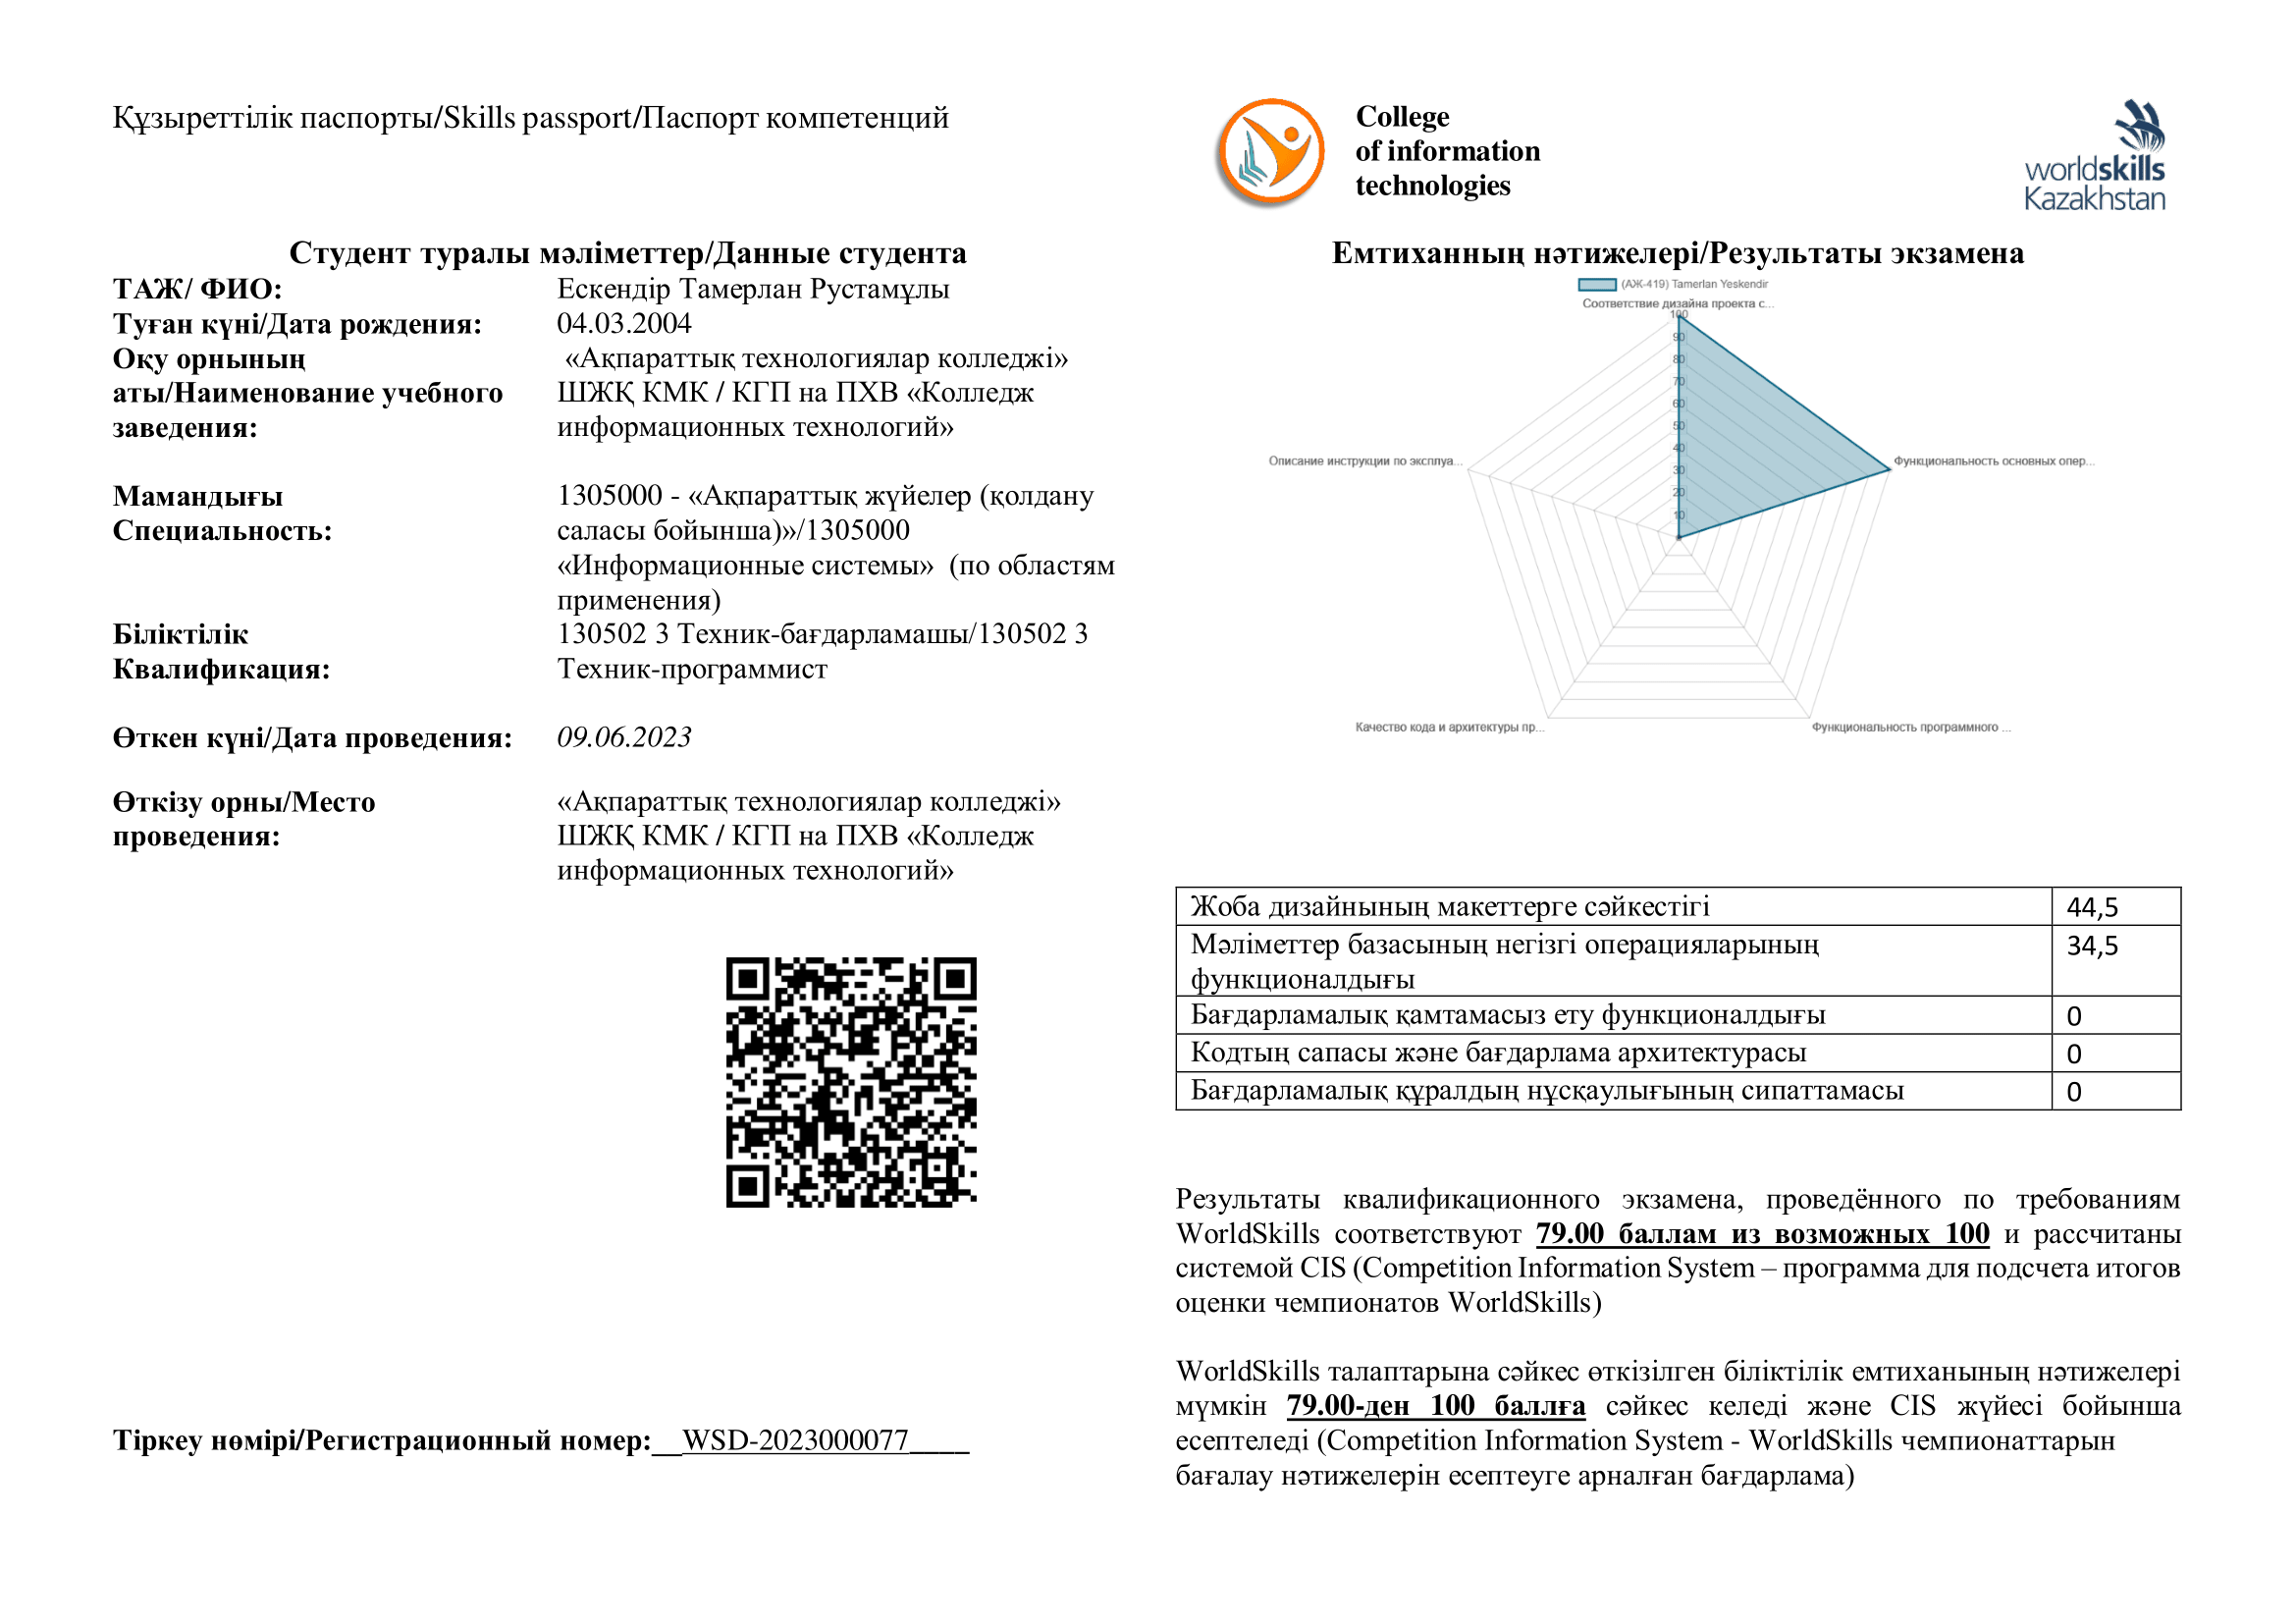 Құзыреттілік паспорты/Skills passport/Паспорт компетенций
Студент туралы мәліметтер/Данные студента
ТАЖ/ ФИО: Ескендір Тамерлан Рустамұлы
Туған күні/Дата рождения: 04.03.2004
Оқу орнының «Ақпараттық технологиялар колледжі»
аты/Наименование учебного ШЖҚ КМК / КГП на ПХВ «Колледж
заведения: информационных технологий»
Мамандығы 1305000 - «Ақпараттық жүйелер (қолдану
Специальность: саласы бойынша)»/1305000
«Информационные системы» (по областям
применения)
Біліктілік 130502 3 Техник-бағдарламашы/130502 3
Квалификация: Техник-программист
Өткен күні/Дата проведения: 09.06.2023
Өткізу орны/Место «Ақпараттық технологиялар колледжі»
проведения: ШЖҚ КМК / КГП на ПХВ «Колледж
информационных технологий»
Тіркеу нөмірі/Регистрационный номер:__WSD-2023000077____
College
of information
technologies
worldskills
Kazakhstan
Емтиханның нәтижелері/Результаты экзамена
(АЖ-419) Tamerlan Yeskendir
Соответствие дизайна проекта с...
100
90
80
70
60
50
40
30
20
10
Описание инструкции по эксплуа...
Функциональность основных опер...
Качество кода и архитектуры пр...
Функциональность программного ...
Жоба дизайнының макеттерге сәйкестігі 44,5
Мәліметтер базасының негізгі операцияларының 34,5
функционалдығы
Бағдарламалық қамтамасыз ету функционалдығы 0
Кодтың сапасы және бағдарлама архитектурасы 0
Бағдарламалық құралдың нұсқаулығының сипаттамасы 0
Результаты квалификационного экзамена, проведённого по требованиям
WorldSkills соответствуют 79.00 баллам из возможных 100 и рассчитаны
системой CIS (Competition Information System – программа для подсчета итогов
оценки чемпионатов WorldSkills)
WorldSkills талаптарына сәйкес өткізілген біліктілік емтиханының нәтижелері
мүмкін 79.00-ден 100 баллға сәйкес келеді және CIS жүйесі бойынша
есептеледі (Competition Information System - WorldSkills чемпионаттарын
бағалау нәтижелерін есептеуге арналған бағдарлама)